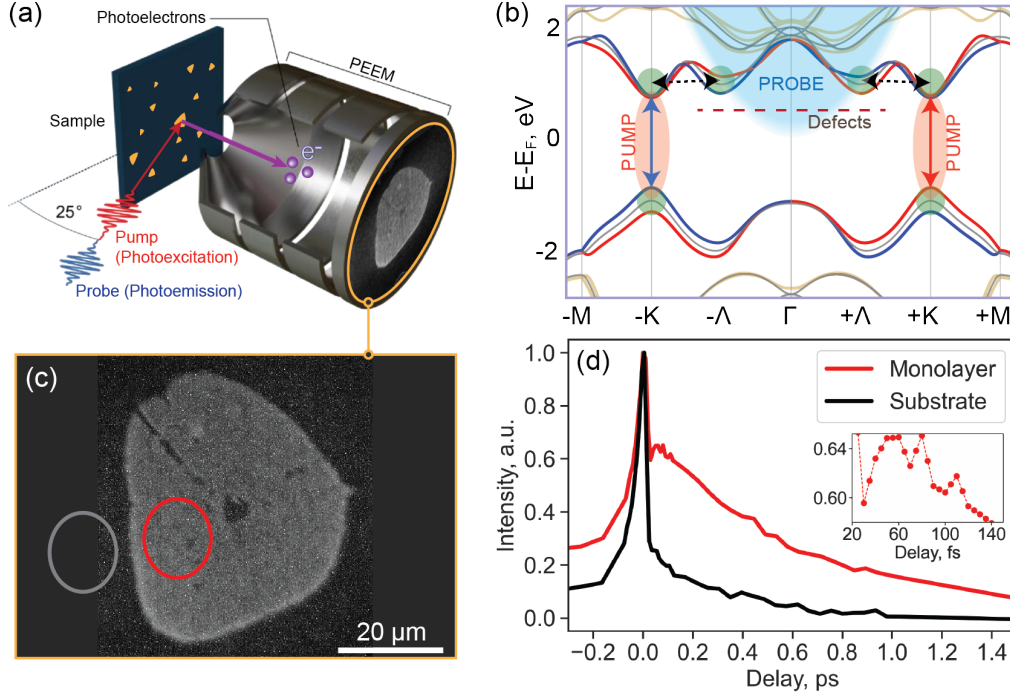 (a)
Photoelectrons
PEEM
Sample
e-
25°
Pump
(Photoexcitation)
Probe (Photoemission)
(b)
E-E_F, eV
2
0
-2
PROBE
Defects
PUMP
PUMP
-M
-K
-Λ
Γ
+Λ
+K
+M
(c)
20 μm
(d)
Intensity, a.u.
1.0
0.8
0.6
0.4
0.2
0.0
Monolayer
Substrate
0.64
0.60
20
60
100
140
Delay, fs
−0.2
0.0
0.2
0.4
0.6
0.8
1.0
1.2
1.4
Delay, ps